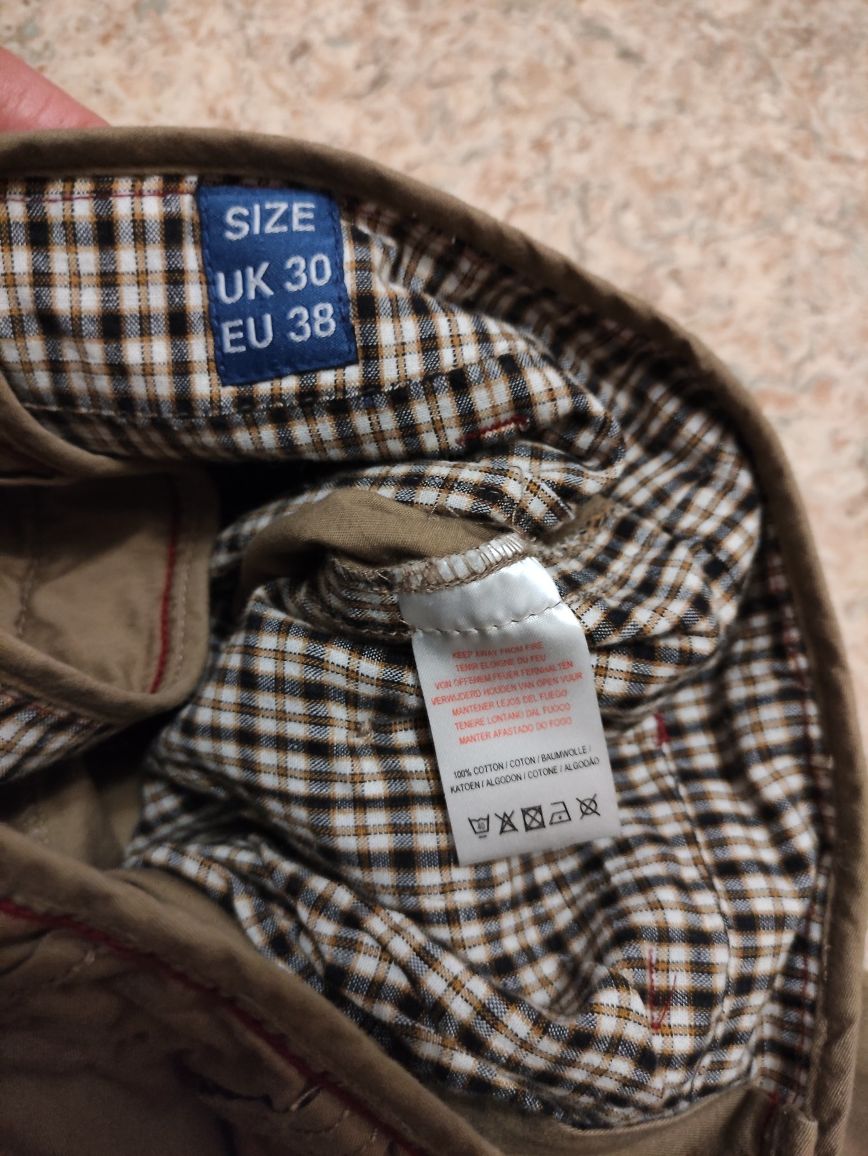 SIZE
UK 30
EU 38
KEEP AWAY FROM FIRE
TENIR ELOIGNE DU FEU
VON OFFENEM FEUER FERNHALTEN
VERWIJDERD HOUDEN VAN OPEN VUUR
MANTENER LEJOS DEL FUEGO
TENERE LONTANO DAL FUOCO
MANTER AFASTADO DO FOGO
100% COTTON / COTON / BAUMWOLLE /
KATOEN / ALGODON / COTONE / ALGODÃO